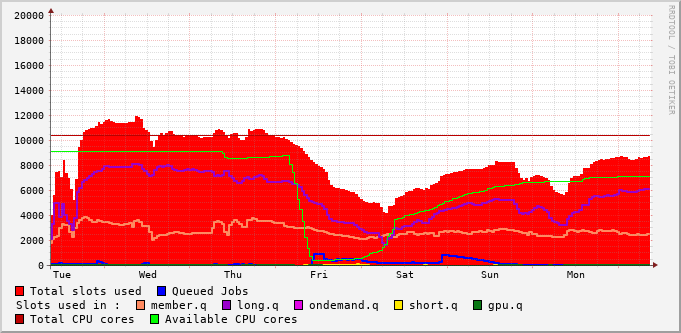 20000
18000
16000
14000
12000
10000
8000
6000
4000
2000
0
Tue Wed Thu Fri Sat Sun Mon
RRDTOOL / TOBI OETIKER
Total slots used Queued Jobs
Slots used in : member.q long.q ondemand.q short.q gpu.q
Total CPU cores Available CPU cores